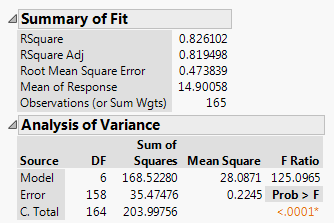 Summary of Fit
RSquare 0.826102
RSquare Adj 0.819498
Root Mean Square Error 0.473839
Mean of Response 14.90058
Observations (or Sum Wgts) 165
Analysis of Variance
Sum of
Source DF Squares Mean Square F Ratio
Model 6 168.52280 28.0871 125.0965
Error 158 35.47476 0.2245 Prob > F
C. Total 164 203.99756 <.0001*